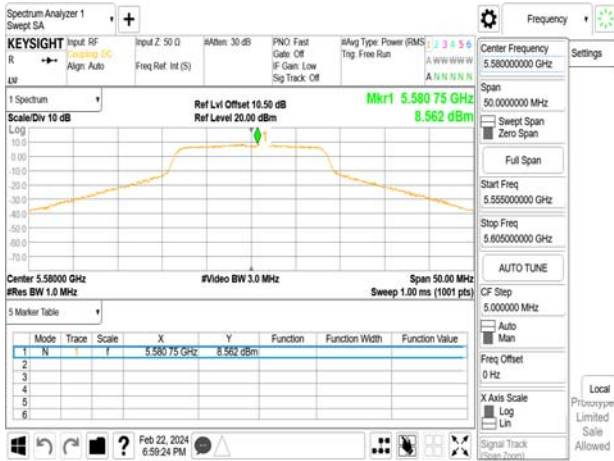 Spectrum Analyzer 1
Swept SA
Frequency
KEYSIGHT
R
Input: RF
Coupling: DC
Align: Auto
Input Z: 50 Ω
Freq Ref: Int (S)
#Atten: 30 dB
PNO: Fast
Gate: Off
IF Gain: Low
Sig Track: Off
#Avg Type: Power (RMS
Trig: Free Run
1 2 3 4 5 6
A W W W W W
A N N N N N
1 Spectrum
Scale/Div 10 dB
Ref Lvl Offset 10.50 dB
Ref Level 20.00 dBm
Mkr1 5.580 75 GHz
8.562 dBm
Log
10.0
0.00
-10.0
-20.0
-30.0
-40.0
-50.0
-60.0
-70.0
1
Center 5.58000 GHz
#Res BW 1.0 MHz
#Video BW 3.0 MHz
Span 50.00 MHz
Sweep 1.00 ms (1001 pts)
5 Marker Table
Mode Trace Scale X Y Function Function Width Function Value
1 N 1 f 5.580 75 GHz 8.562 dBm
2
3
4
5
6
Feb 22, 2024
6:59:24 PM
Center Frequency
5.580000000 GHz
Settings
Span
50.0000000 MHz
Swept Span
Zero Span
Full Span
Start Freq
5.555000000 GHz
Stop Freq
5.605000000 GHz
AUTO TUNE
CF Step
5.000000 MHz
Auto
Man
Freq Offset
0 Hz
X Axis Scale
Log
Lin
Signal Track
(Span Zoom)
Local
Prototype
Limited
Sale
Allowed